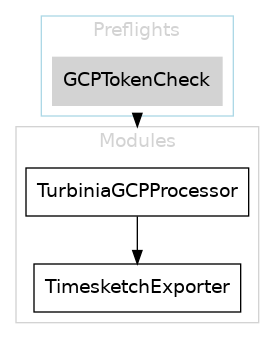 Preflights
GCPTokenCheck
Modules
TurbiniaGCPProcessor
TimesketchExporter